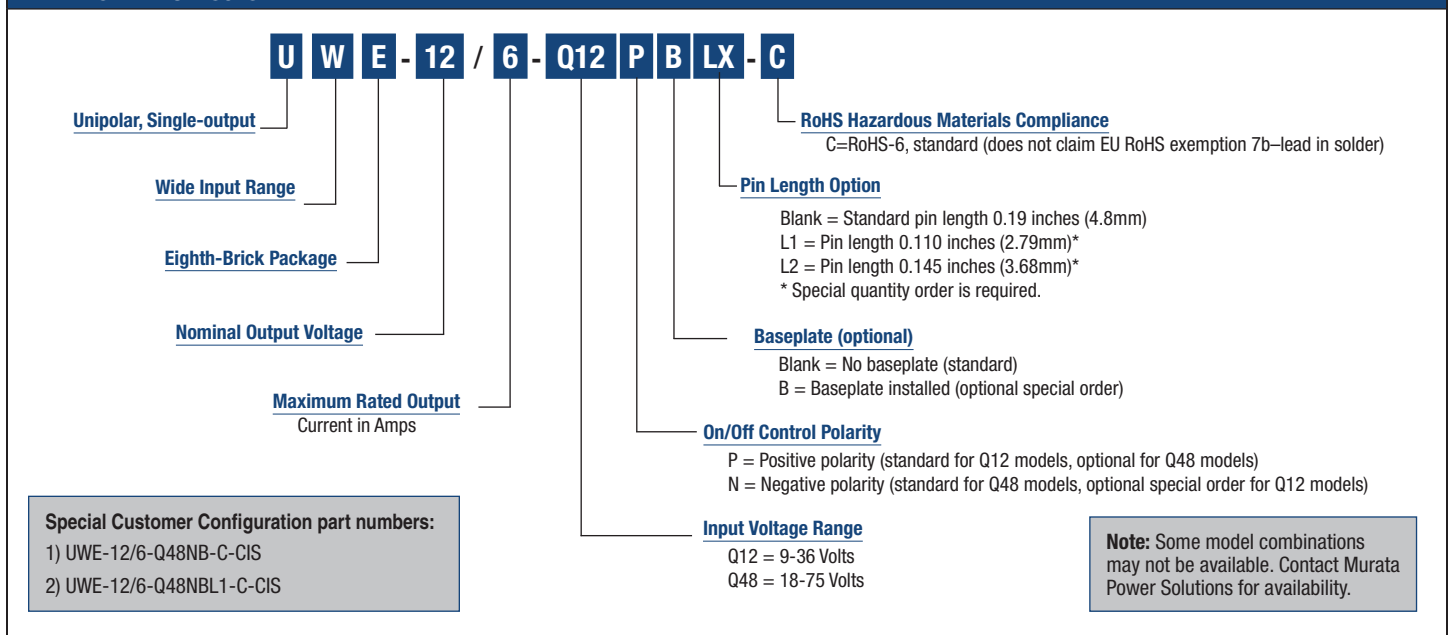 U W E - 12 / 6 - Q12 P B LX - C
Unipolar, Single-output
Wide Input Range
Eighth-Brick Package
Nominal Output Voltage
Maximum Rated Output
Current in Amps
RoHS Hazardous Materials Compliance
C=RoHS-6, standard (does not claim EU RoHS exemption 7b–lead in solder)
Pin Length Option
Blank = Standard pin length 0.19 inches (4.8mm)
L1 = Pin length 0.110 inches (2.79mm)*
L2 = Pin length 0.145 inches (3.68mm)*
* Special quantity order is required.
Baseplate (optional)
Blank = No baseplate (standard)
B = Baseplate installed (optional special order)
On/Off Control Polarity
P = Positive polarity (standard for Q12 models, optional for Q48 models)
N = Negative polarity (standard for Q48 models, optional special order for Q12 models)
Input Voltage Range
Q12 = 9-36 Volts
Q48 = 18-75 Volts
Special Customer Configuration part numbers:
1) UWE-12/6-Q48NB-C-CIS
2) UWE-12/6-Q48NBL1-C-CIS
Note: Some model combinations
may not be available. Contact Murata
Power Solutions for availability.